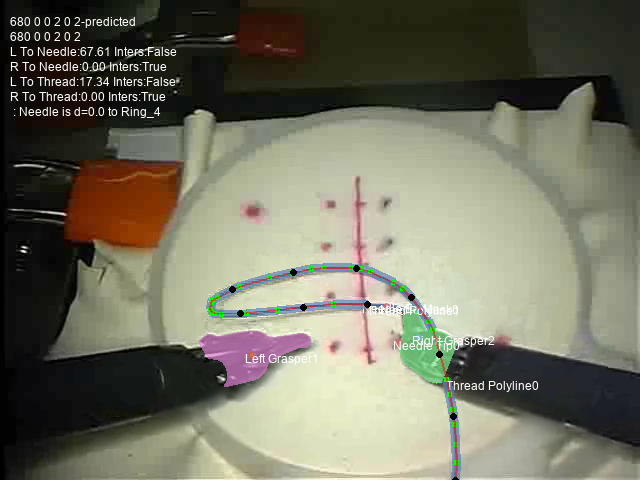 680 0 0 2 0 2-predicted
680 0 0 2 0 2
L To Needle:67.61 Inters:False
R To Needle:0.00 Inters:True
L To Thread:17.34 Inters:False
R To Thread:0.00 Inters:True
: Needle is d=0.0 to Ring_4
Right Grasper2
Needle Tip0
Left Grasper1
Thread Polyline0